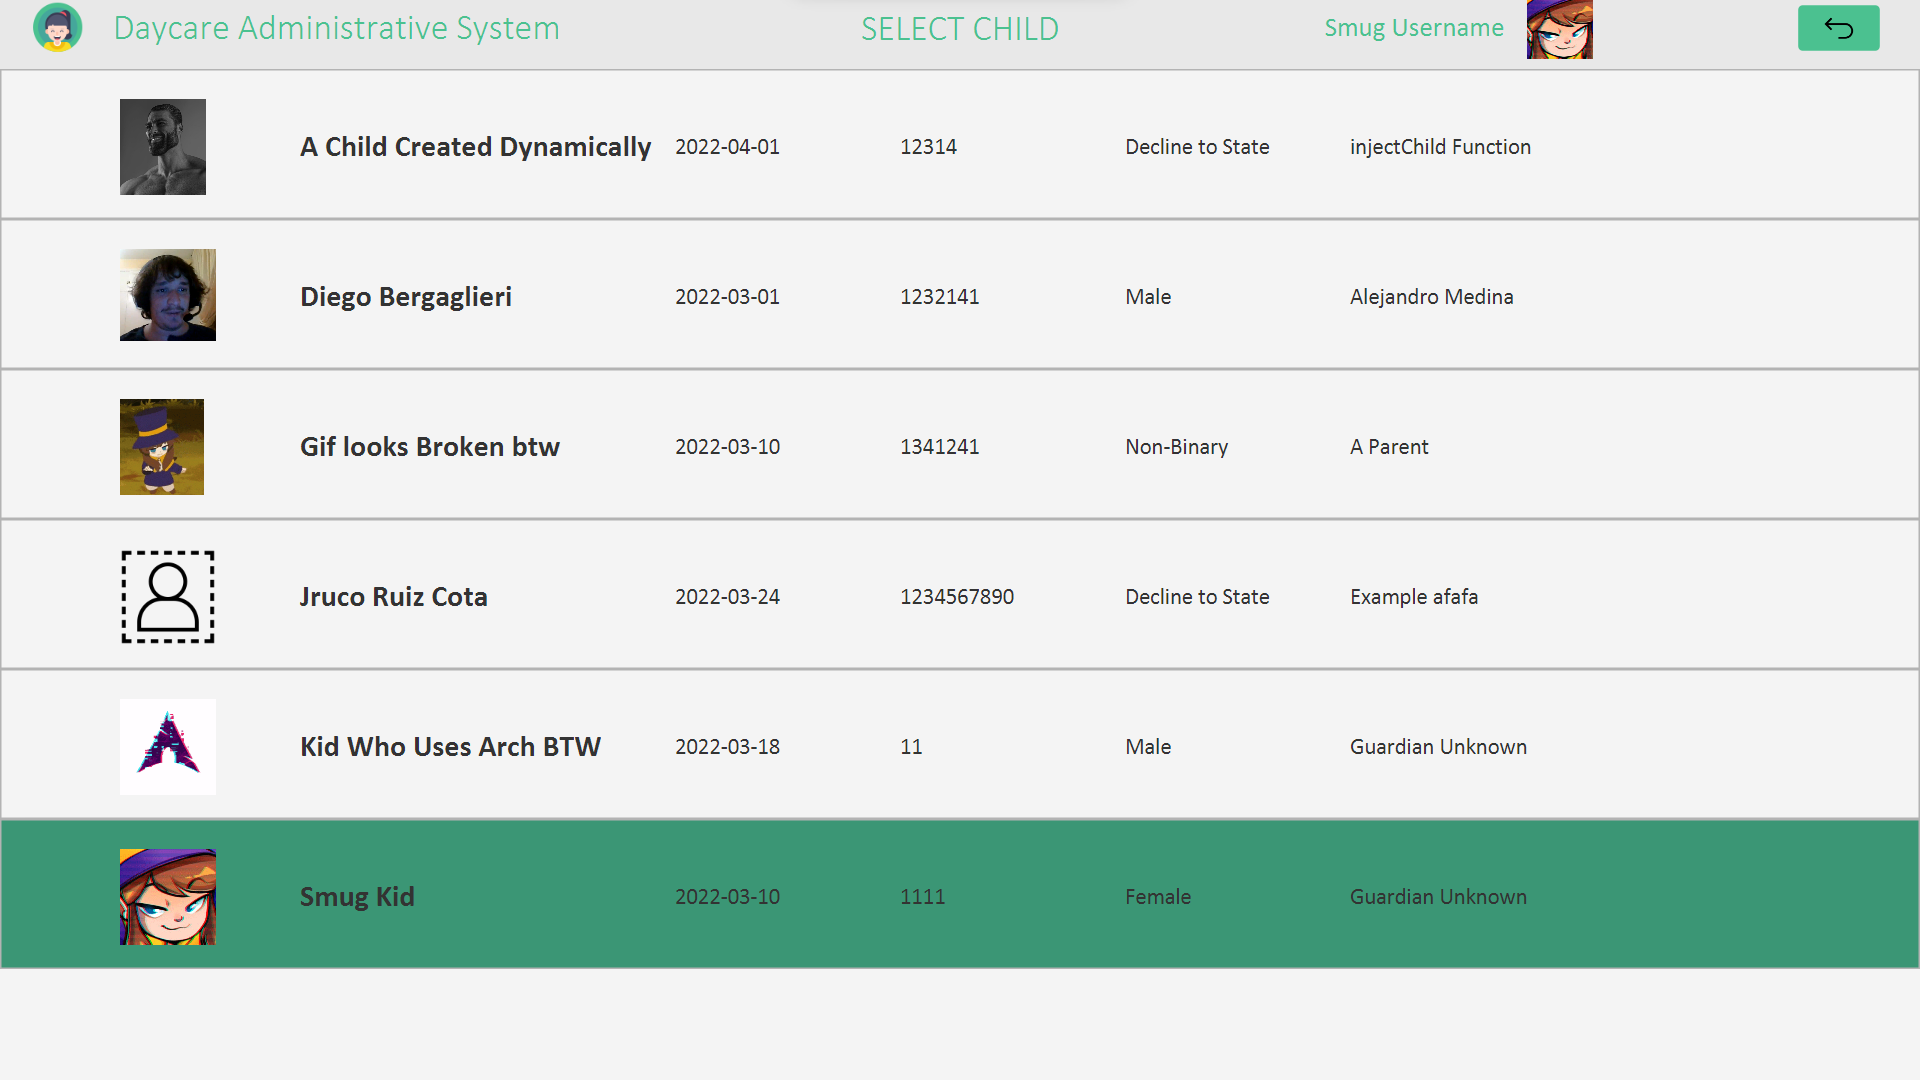 Daycare Administrative System SELECT CHILD Smug Username
A Child Created Dynamically 2022-04-01 12314 Decline to State injectChild Function
Diego Bergaglieri 2022-03-01 1232141 Male Alejandro Medina
Gif looks Broken btw 2022-03-10 1341241 Non-Binary A Parent
Jruco Ruiz Cota 2022-03-24 1234567890 Decline to State Example afafa
Kid Who Uses Arch BTW 2022-03-18 11 Male Guardian Unknown
Smug Kid 2022-03-10 1111 Female Guardian Unknown